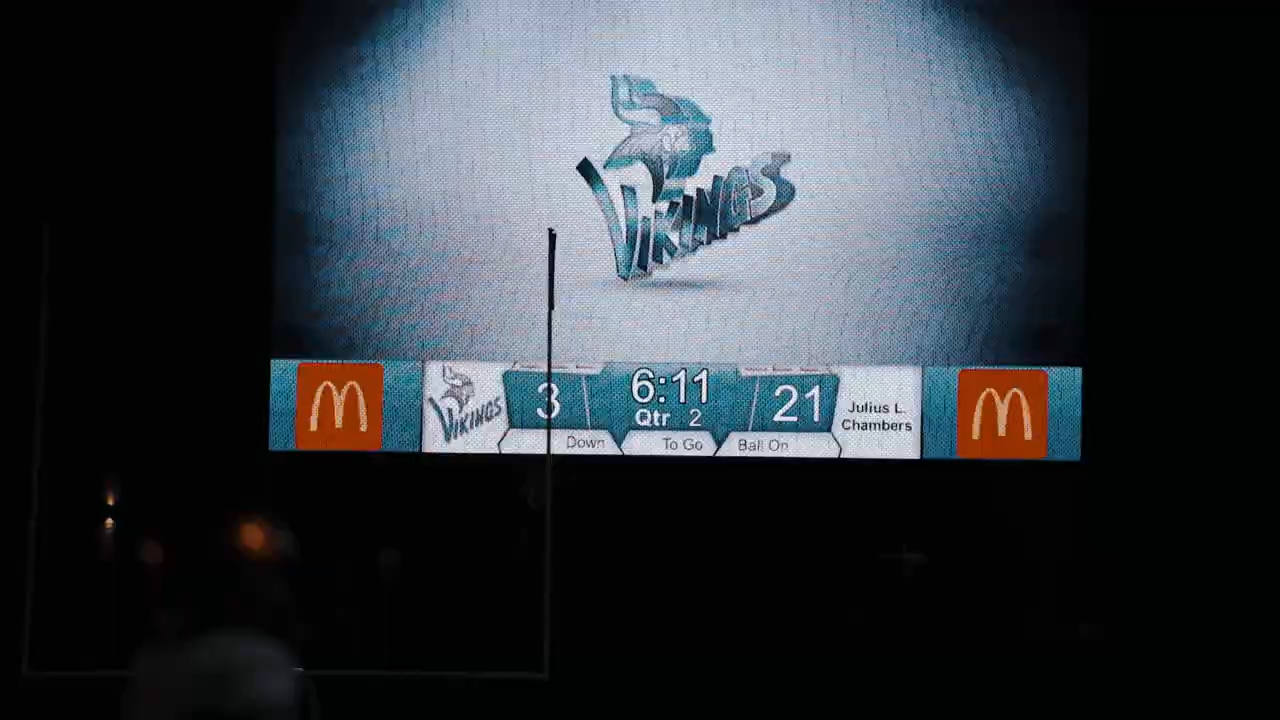 VIKINGS
VIKINGS
3
6:11
Qtr 2
21
Julius L.
Chambers
Down
To Go
Ball On